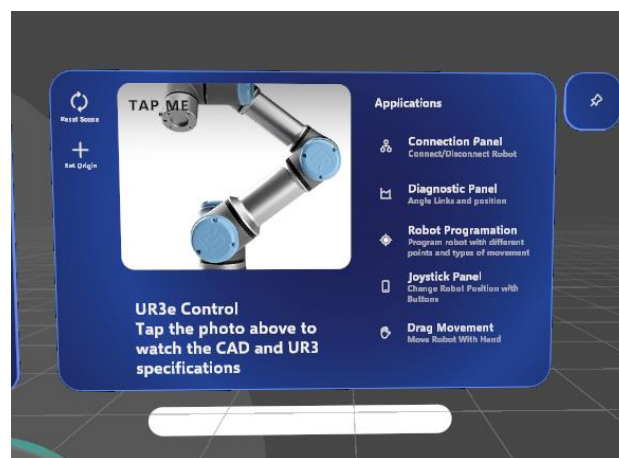 Reset Scene
Set Origin
TAP ME
UR3e Control
Tap the photo above to
watch the CAD and UR3
specifications
Applications
Connection Panel
Connect/Disconnect Robot
Diagnostic Panel
Angle Links and position
Robot Programation
Program robot with different
points and types of movement
Joystick Panel
Change Robot Position with
Buttons
Drag Movement
Move Robot With Hand